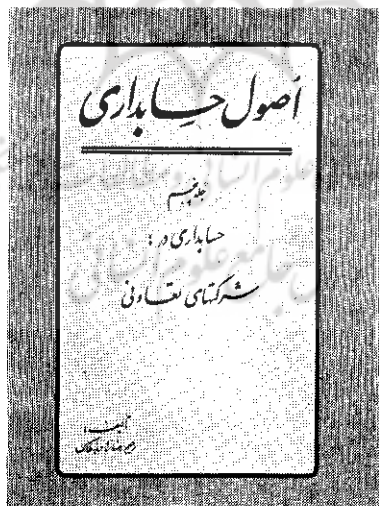 اصول حسابداری
جلد پنجم
حسابداری در :
شرکتهای تعاونی